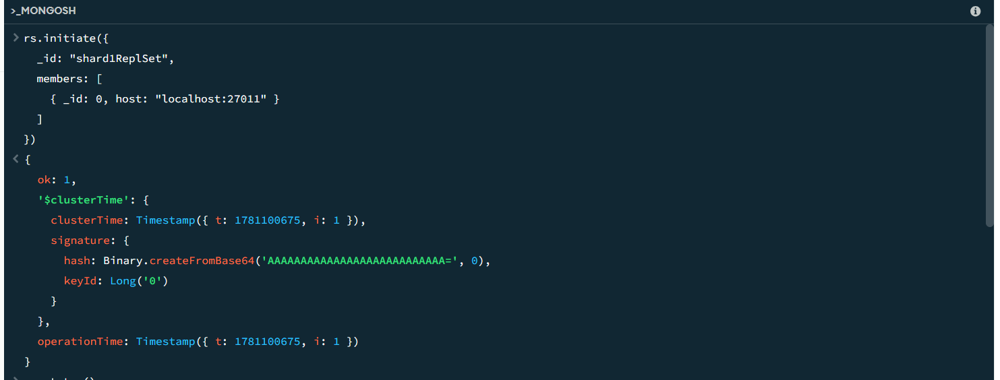 >_MONGOSH
> rs.initiate({
_id: "shard1ReplSet",
members: [
{ _id: 0, host: "localhost:27011" }
]
})
< {
ok: 1,
'$clusterTime': {
clusterTime: Timestamp({ t: 1781100675, i: 1 }),
signature: {
hash: Binary.createFromBase64('AAAAAAAAAAAAAAAAAAAAAAAAAAA=', 0),
keyId: Long('0')
}
},
operationTime: Timestamp({ t: 1781100675, i: 1 })
}